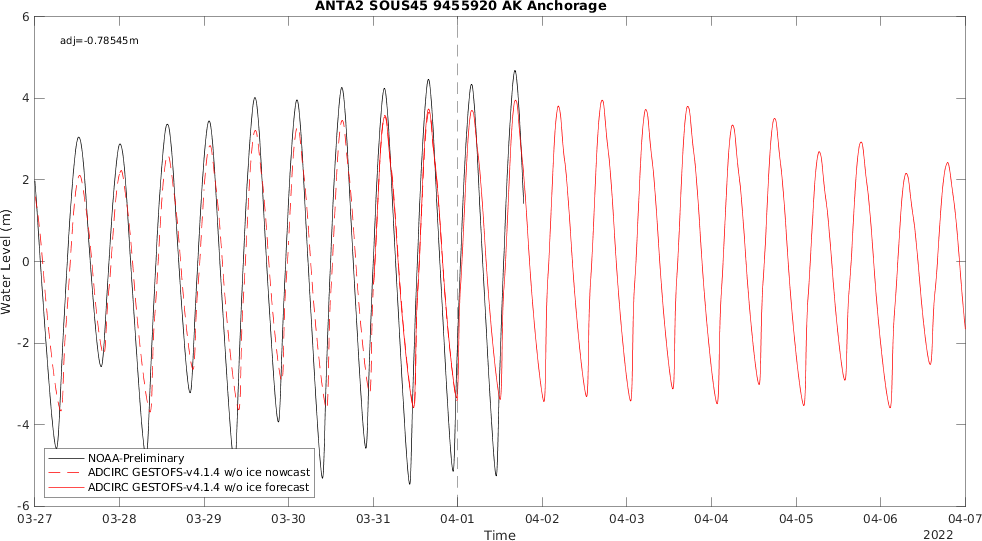 ANTA2 SOUS45 9455920 AK Anchorage
adj=-0.78545m
6
4
2
0
-2
-4
-6
Water Level (m)
NOAA-Preliminary
ADCIRC GESTOFS-v4.1.4 w/o ice nowcast
ADCIRC GESTOFS-v4.1.4 w/o ice forecast
03-27 03-28 03-29 03-30 03-31 04-01 04-02 04-03 04-04 04-05 04-06 04-07
Time
2022